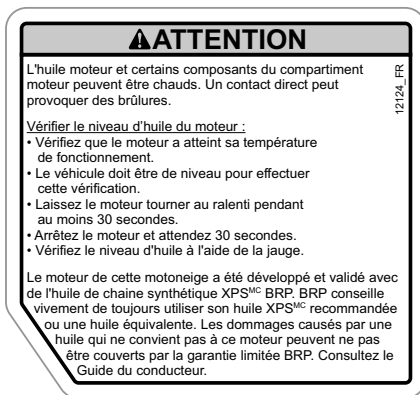 ⚠ATTENTION
L'huile moteur et certains composants du compartiment
moteur peuvent être chauds. Un contact direct peut
provoquer des brûlures.
12124_FR
Vérifier le niveau d'huile du moteur :
• Vérifiez que le moteur a atteint sa température
de fonctionnement.
• Le véhicule doit être de niveau pour effectuer
cette vérification.
• Laissez le moteur tourner au ralenti pendant
au moins 30 secondes.
• Arrêtez le moteur et attendez 30 secondes.
• Vérifiez le niveau d'huile à l'aide de la jauge.
Le moteur de cette motoneige a été développé et validé avec
de l'huile de chaine synthétique XPSᴹᶜ BRP. BRP conseille
vivement de toujours utiliser son huile XPSᴹᶜ recommandée
ou une huile équivalente. Les dommages causés par une
huile qui ne convient pas à ce moteur peuvent ne pas
être couverts par la garantie limitée BRP. Consultez le
Guide du conducteur.